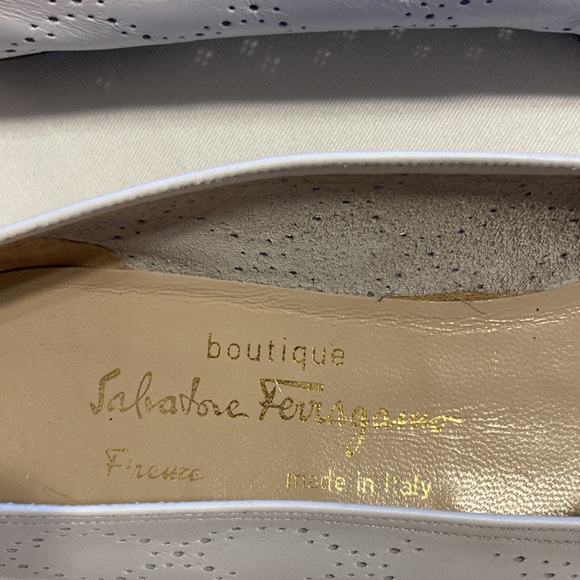 boutique
Salvatore Ferragamo
Firenze made in Italy